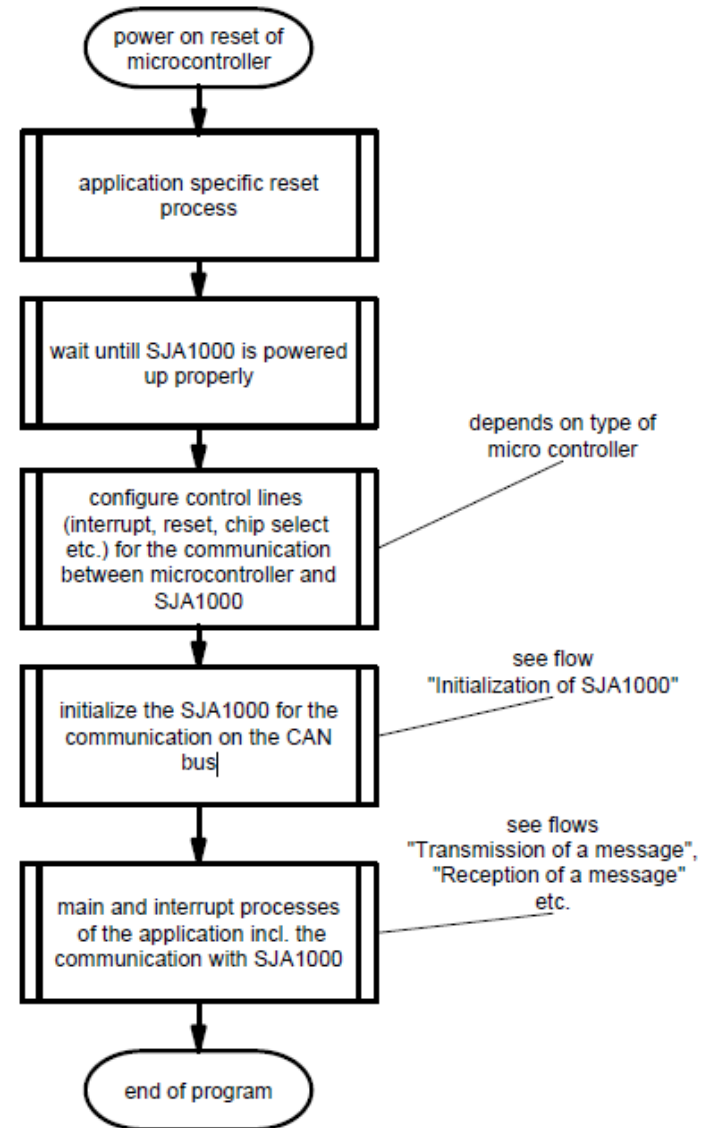 power on reset of
microcontroller
application specific reset
process
wait untill SJA1000 is powered
up properly
depends on type of
micro controller
configure control lines
(interrupt, reset, chip select
etc.) for the communication
between microcontroller and
SJA1000
see flow
"Initialization of SJA1000"
initialize the SJA1000 for the
communication on the CAN
bus
see flows
"Transmission of a message",
"Reception of a message"
etc.
main and interrupt processes
of the application incl. the
communication with SJA1000
end of program